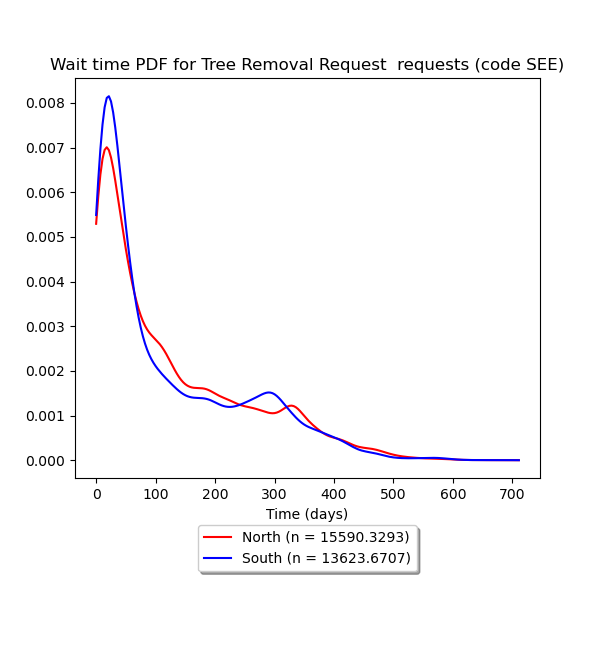 Wait time PDF for Tree Removal Request  requests (code SEE)
0.008
0.007
0.006
0.005
0.004
0.003
0.002
0.001
0.000
0 100 200 300 400 500 600 700
Time (days)
North (n = 15590.3293)
South (n = 13623.6707)